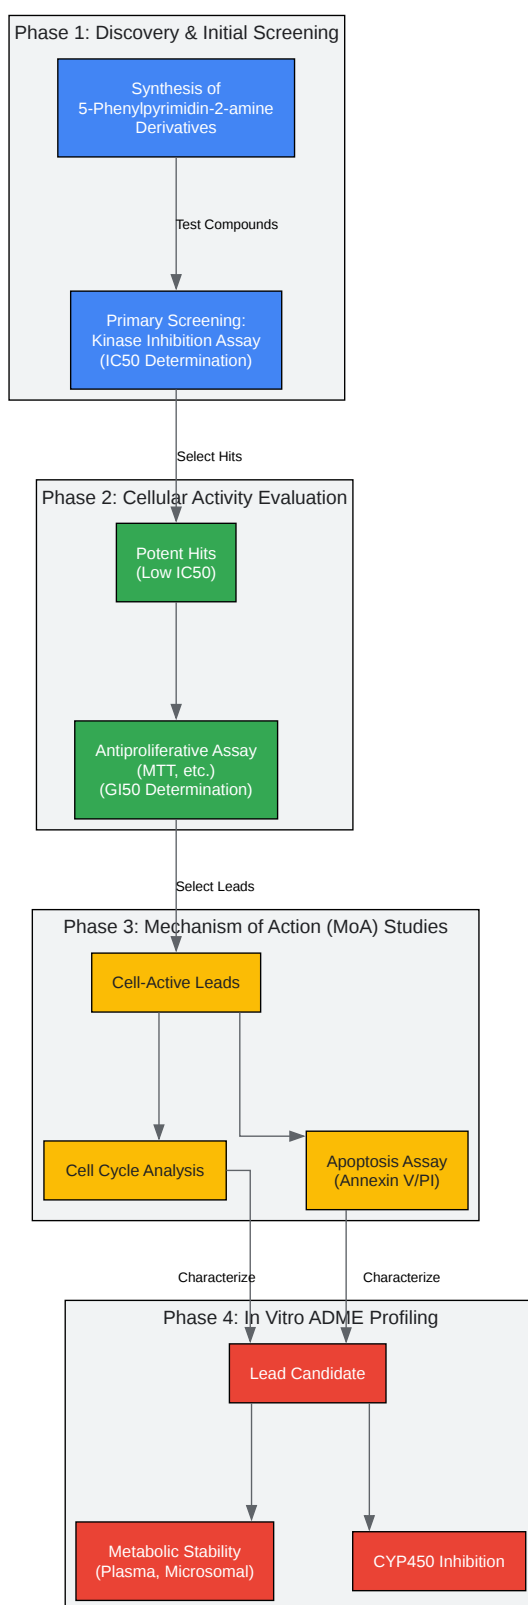 Phase 1: Discovery & Initial Screening
Synthesis of
5-Phenylpyrimidin-2-amine
Derivatives
Test Compounds
Primary Screening:
Kinase Inhibition Assay
(IC50 Determination)
Select Hits
Phase 2: Cellular Activity Evaluation
Potent Hits
(Low IC50)
Antiproliferative Assay
(MTT, etc.)
(GI50 Determination)
Select Leads
Phase 3: Mechanism of Action (MoA) Studies
Cell-Active Leads
Cell Cycle Analysis
Apoptosis Assay
(Annexin V/PI)
Characterize
Characterize
Phase 4: In Vitro ADME Profiling
Lead Candidate
Metabolic Stability
(Plasma, Microsomal)
CYP450 Inhibition